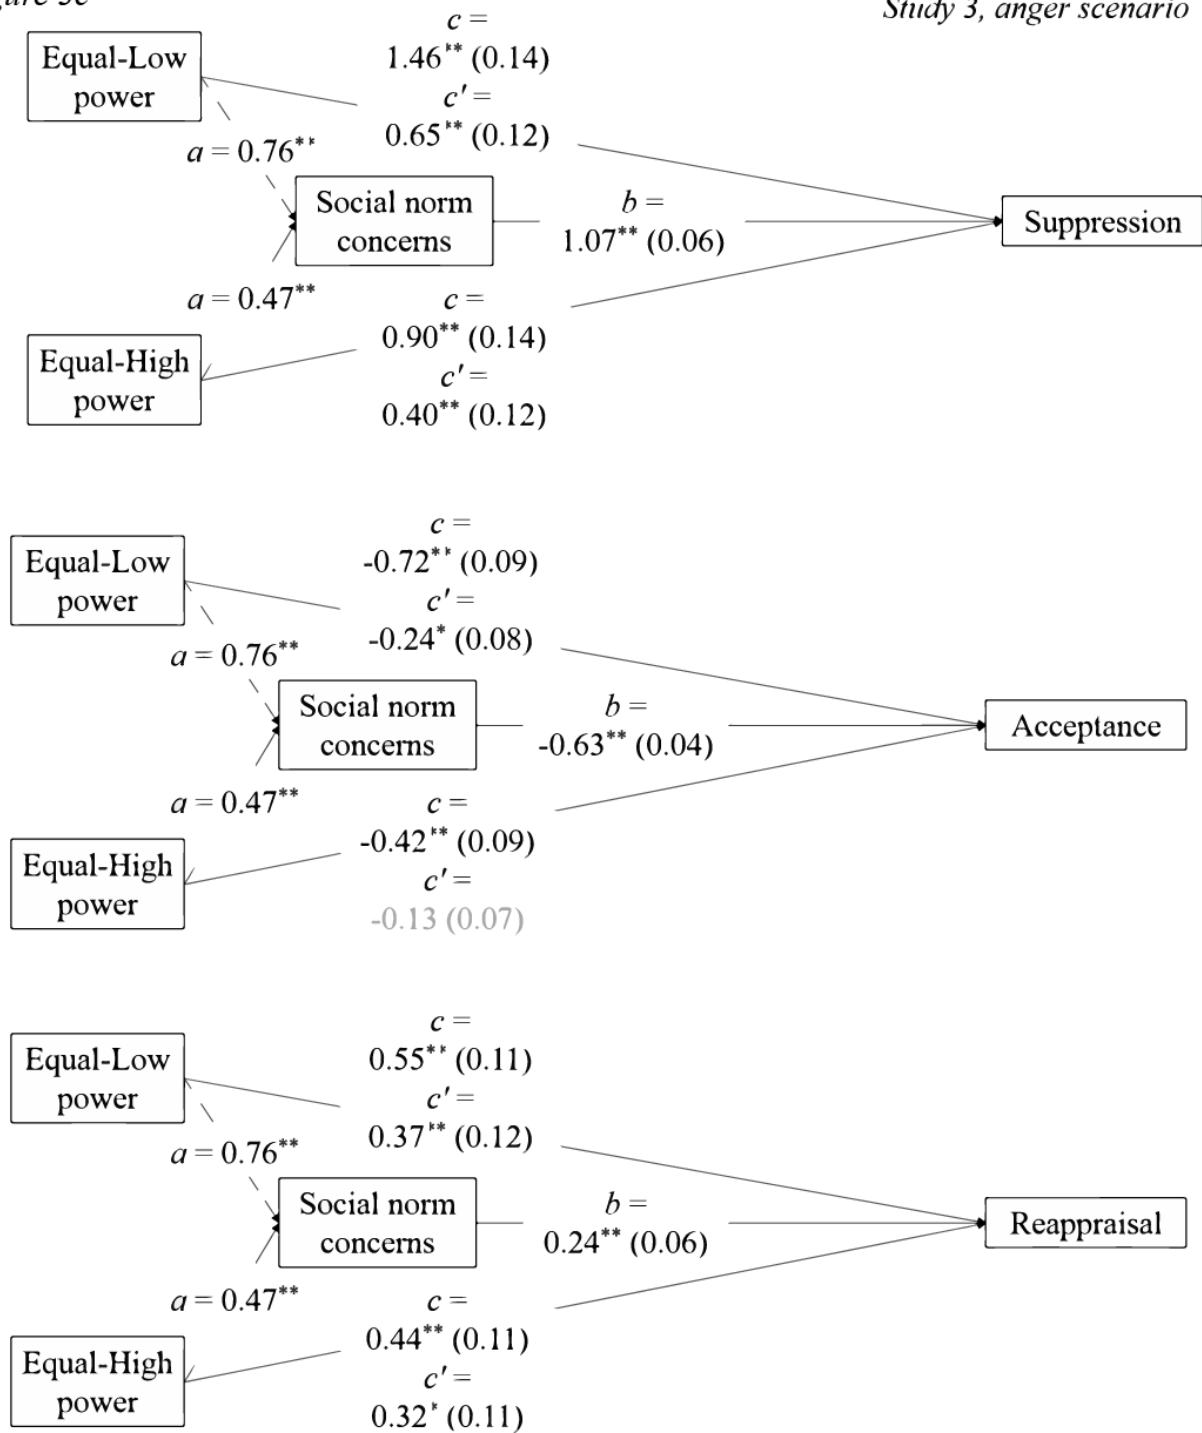 Study 3, anger scenario
Equal-Low
power
c =
1.46** (0.14)
c′ =
0.65** (0.12)
a = 0.76**
Social norm
concerns
b =
1.07** (0.06)
Suppression
a = 0.47**
Equal-High
power
c =
0.90** (0.14)
c′ =
0.40** (0.12)
Equal-Low
power
c =
-0.72** (0.09)
c′ =
-0.24* (0.08)
a = 0.76**
Social norm
concerns
b =
-0.63** (0.04)
Acceptance
a = 0.47**
Equal-High
power
c =
-0.42** (0.09)
c′ =
-0.13 (0.07)
Equal-Low
power
c =
0.55** (0.11)
c′ =
0.37** (0.12)
a = 0.76**
Social norm
concerns
b =
0.24** (0.06)
Reappraisal
a = 0.47**
Equal-High
power
c =
0.44** (0.11)
c′ =
0.32* (0.11)